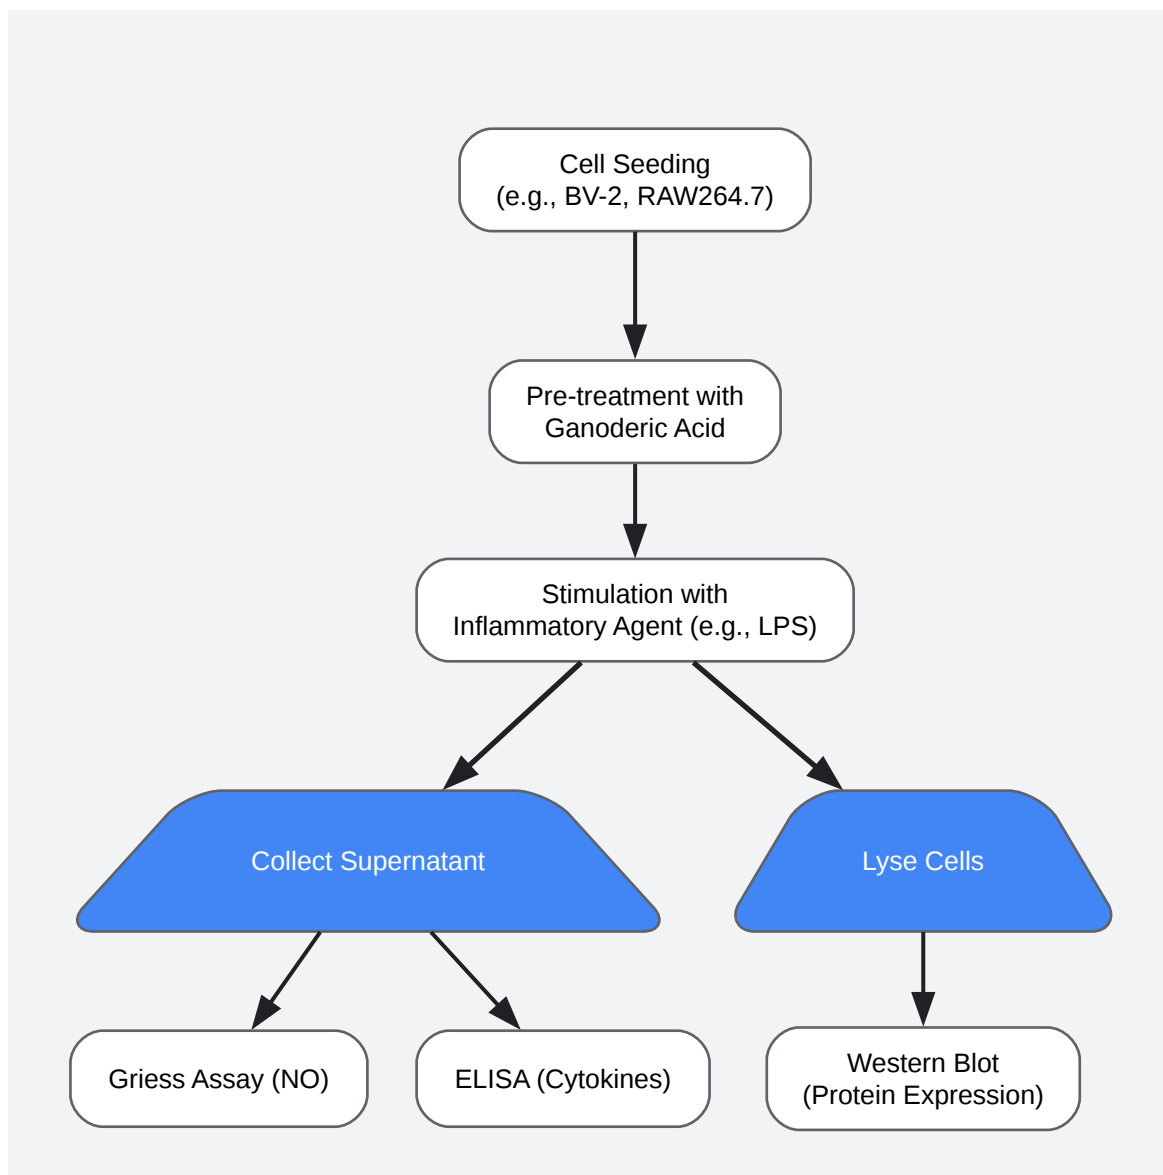 Cell Seeding
(e.g., BV-2, RAW264.7)
Pre-treatment with
Ganoderic Acid
Stimulation with
Inflammatory Agent (e.g., LPS)
Collect Supernatant
Lyse Cells
Griess Assay (NO)
ELISA (Cytokines)
Western Blot
(Protein Expression)